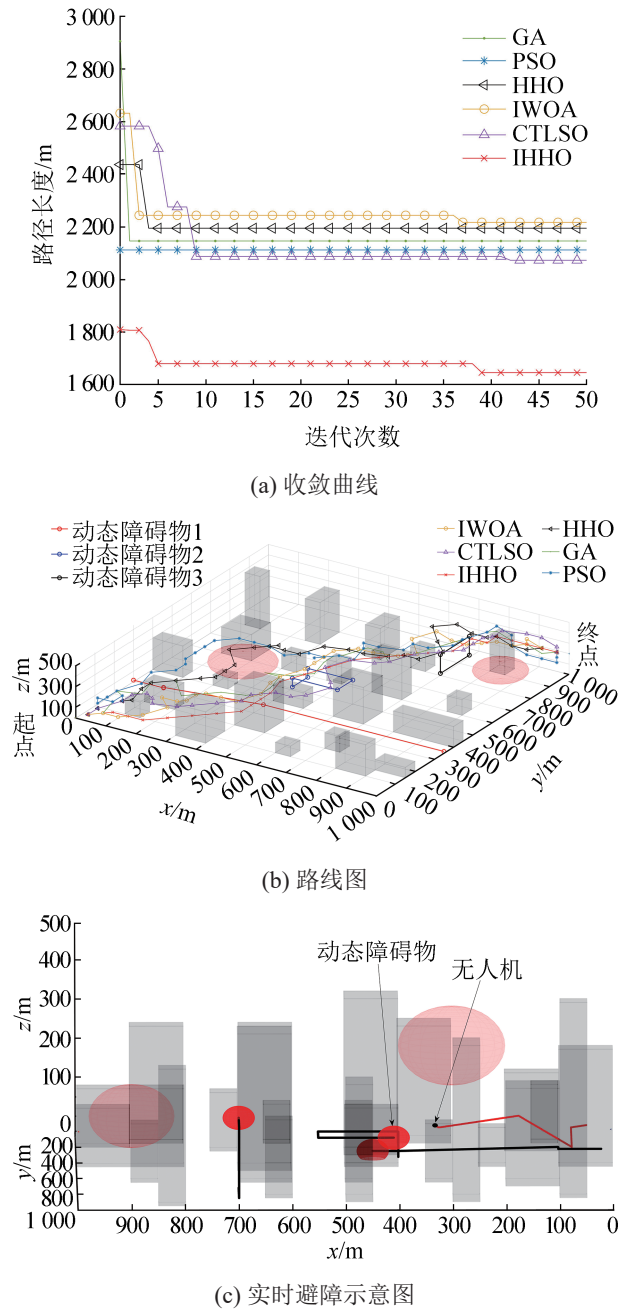 3 000
2 800
2 600
2 400
2 200
2 000
1 800
1 600
路径长度/m
GA
PSO
HHO
IWOA
CTLSO
IHHO
0 5 10 15 20 25 30 35 40 45 50
迭代次数
(a) 收敛曲线
动态障碍物1
动态障碍物2
动态障碍物3
IWOA HHO
CTLSO GA
IHHO PSO
终点
z/m
500
300
100
0
起点
100 200 300 400 500 600 700 800 900 1 000
x/m
0 100 200 300 400 500 600 700 800 900 1 000
y/m
(b) 路线图
500
400
300
200
100
0
z/m
动态障碍物
无人机
200
400
600
800
1 000
y/m
900 800 700 600 500 400 300 200 100 0
x/m
(c) 实时避障示意图